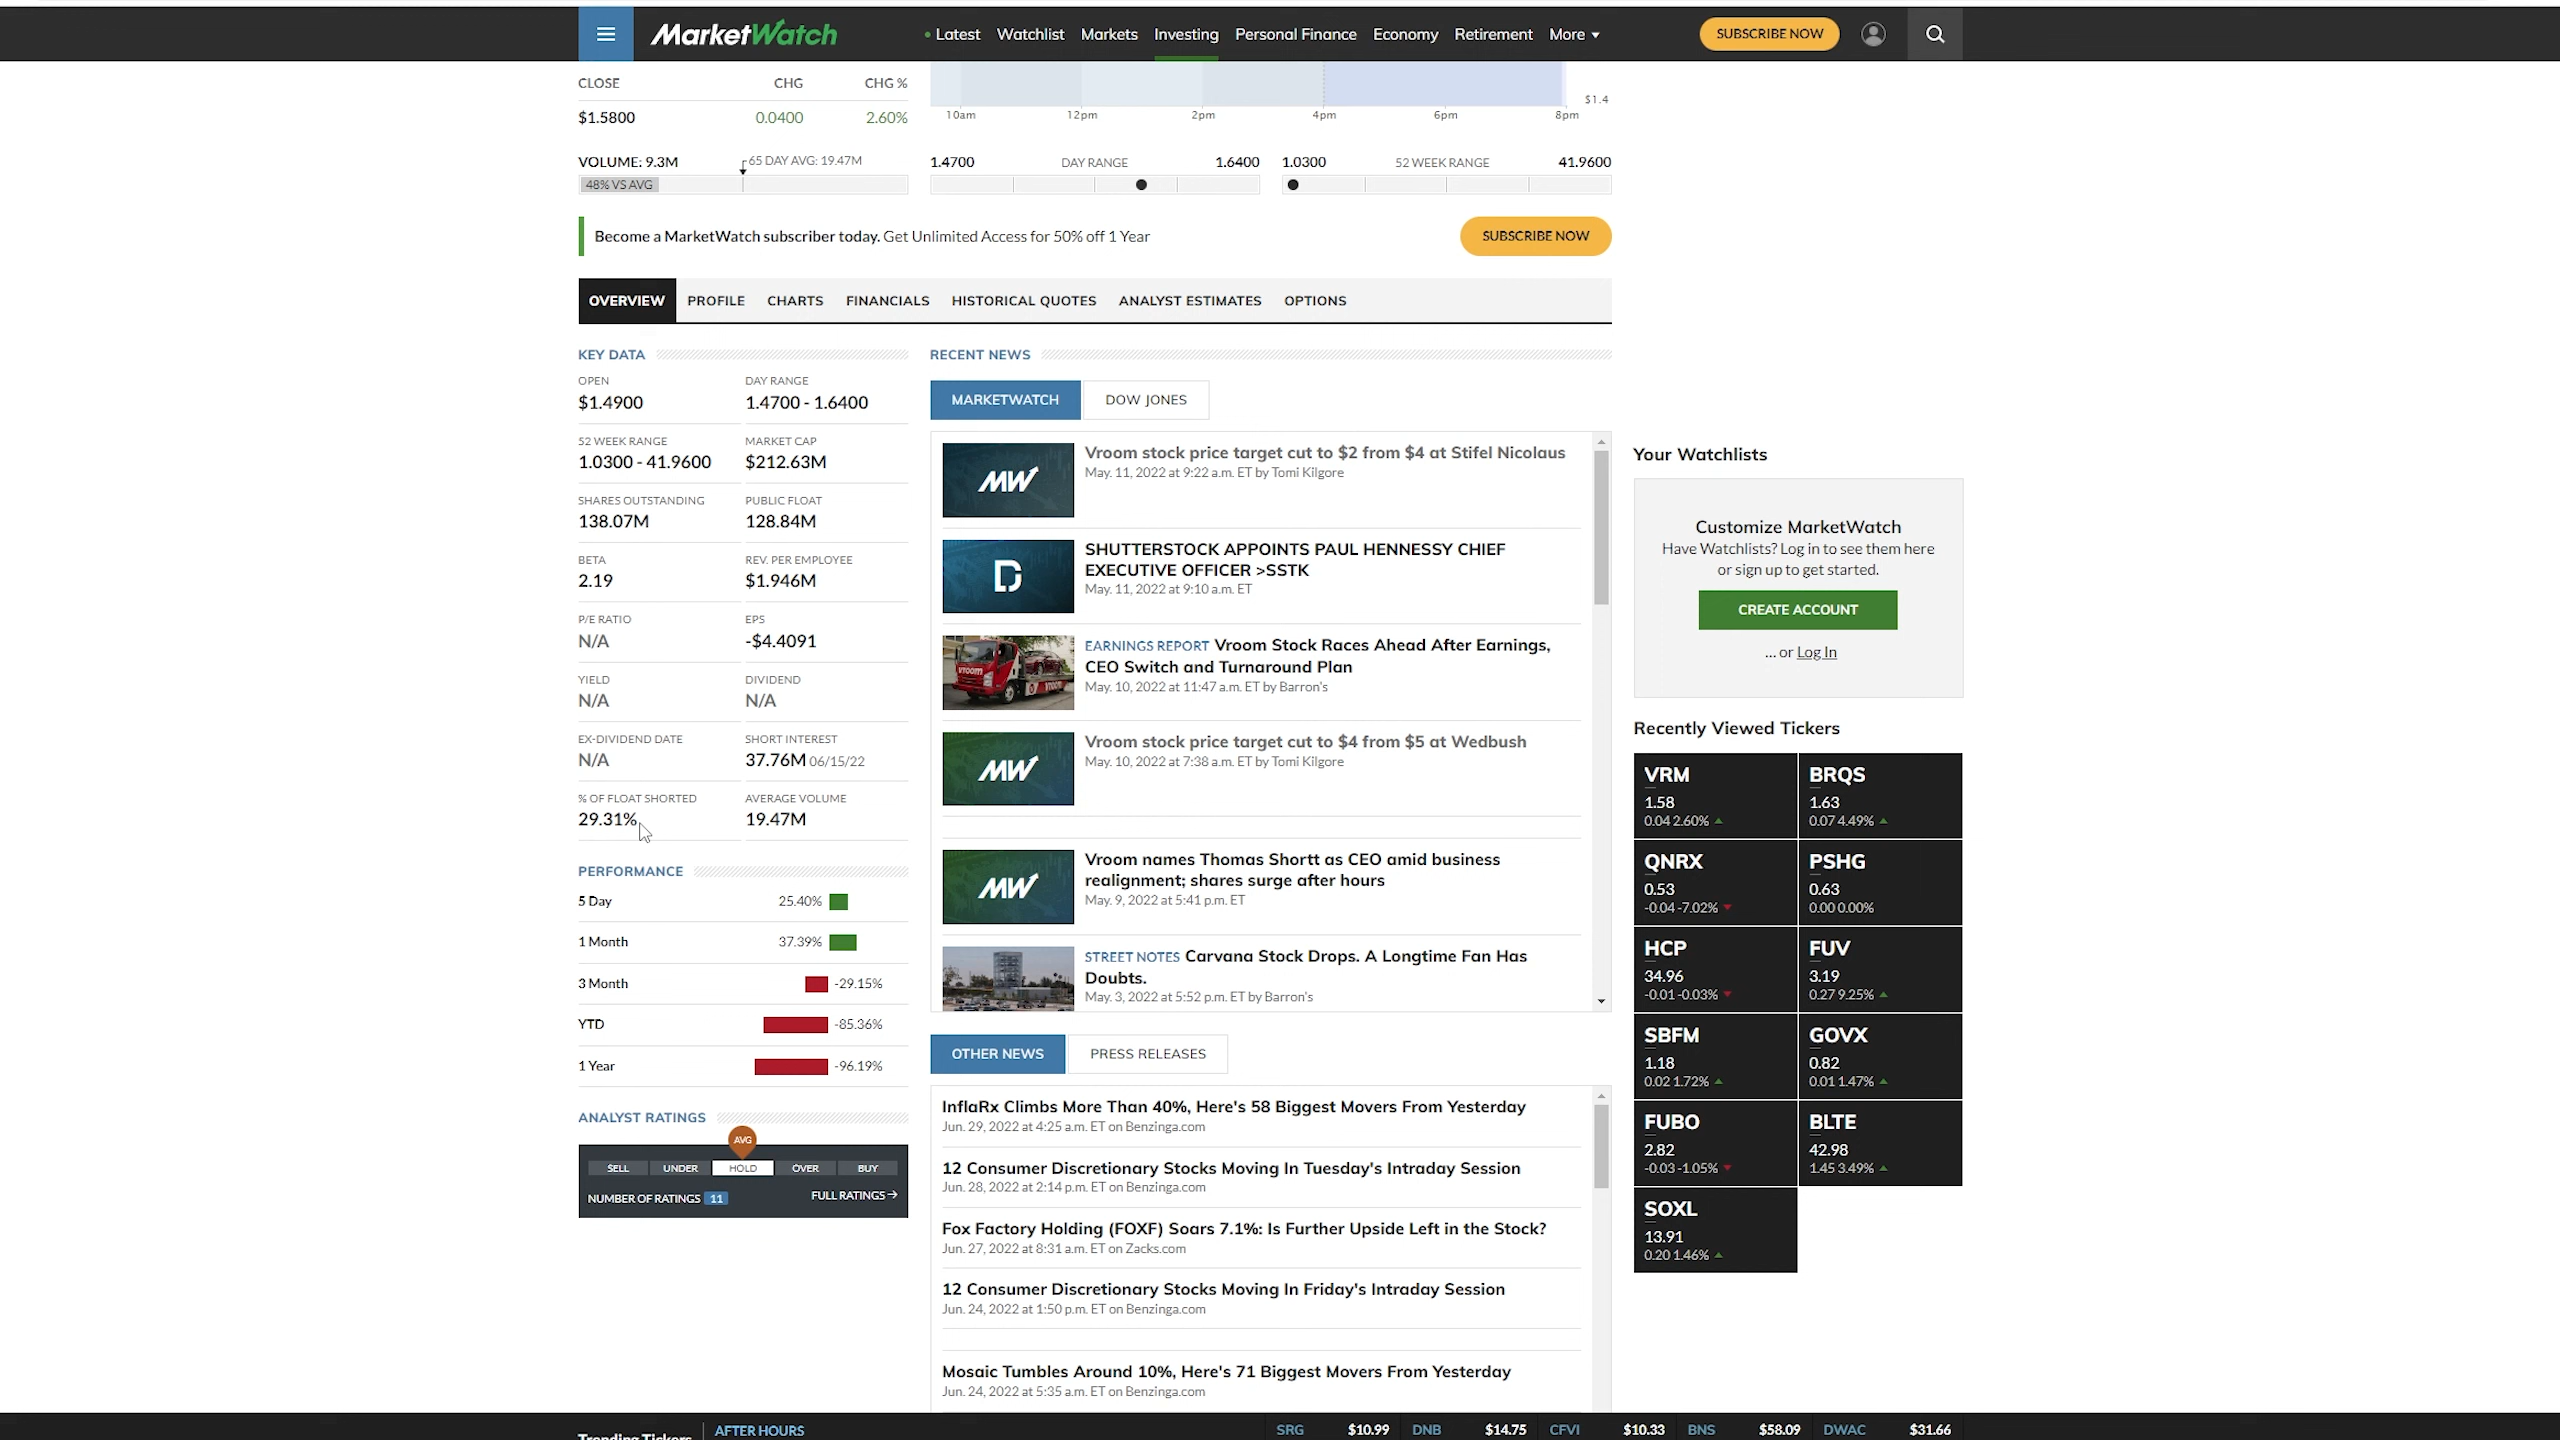 MarketWatch
• Latest Watchlist Markets Investing Personal Finance Economy Retirement More
SUBSCRIBE NOW
CLOSE CHG CHG %
$1.5800 0.0400 2.60%
$1.4
10am 12pm 2pm 4pm 6pm 8pm
VOLUME: 9.3M 65 DAY AVG: 19.47M
48% VS AVG
1.4700 DAY RANGE 1.6400
1.0300 52 WEEK RANGE 41.9600
Become a MarketWatch subscriber today. Get Unlimited Access for 50% off 1 Year
SUBSCRIBE NOW
OVERVIEW PROFILE CHARTS FINANCIALS HISTORICAL QUOTES ANALYST ESTIMATES OPTIONS
KEY DATA
OPEN DAY RANGE
$1.4900 1.4700 - 1.6400
52 WEEK RANGE MARKET CAP
1.0300 - 41.9600 $212.63M
SHARES OUTSTANDING PUBLIC FLOAT
138.07M 128.84M
BETA REV. PER EMPLOYEE
2.19 $1.946M
P/E RATIO EPS
N/A -$4.4091
YIELD DIVIDEND
N/A N/A
EX-DIVIDEND DATE SHORT INTEREST
N/A 37.76M 06/15/22
% OF FLOAT SHORTED AVERAGE VOLUME
29.31% 19.47M
PERFORMANCE
5 Day 25.40%
1 Month 37.39%
3 Month -29.15%
YTD -85.36%
1 Year -96.19%
ANALYST RATINGS
AVG
SELL UNDER HOLD OVER BUY
NUMBER OF RATINGS 11 FULL RATINGS →
RECENT NEWS
MARKETWATCH DOW JONES
MW
Vroom stock price target cut to $2 from $4 at Stifel Nicolaus
May. 11, 2022 at 9:22 a.m. ET by Tomi Kilgore
D
SHUTTERSTOCK APPOINTS PAUL HENNESSY CHIEF
EXECUTIVE OFFICER >SSTK
May. 11, 2022 at 9:10 a.m. ET
vroom
VROOM
EARNINGS REPORT Vroom Stock Races Ahead After Earnings,
CEO Switch and Turnaround Plan
May. 10, 2022 at 11:47 a.m. ET by Barron's
MW
Vroom stock price target cut to $4 from $5 at Wedbush
May. 10, 2022 at 7:38 a.m. ET by Tomi Kilgore
MW
Vroom names Thomas Shortt as CEO amid business
realignment; shares surge after hours
May. 9, 2022 at 5:41 p.m. ET
STREET NOTES Carvana Stock Drops. A Longtime Fan Has
Doubts.
May. 3, 2022 at 5:52 p.m. ET by Barron's
OTHER NEWS PRESS RELEASES
InflaRx Climbs More Than 40%, Here's 58 Biggest Movers From Yesterday
Jun. 29, 2022 at 4:25 a.m. ET on Benzinga.com
12 Consumer Discretionary Stocks Moving In Tuesday's Intraday Session
Jun. 28, 2022 at 2:14 p.m. ET on Benzinga.com
Fox Factory Holding (FOXF) Soars 7.1%: Is Further Upside Left in the Stock?
Jun. 27, 2022 at 8:31 a.m. ET on Zacks.com
12 Consumer Discretionary Stocks Moving In Friday's Intraday Session
Jun. 24, 2022 at 1:50 p.m. ET on Benzinga.com
Mosaic Tumbles Around 10%, Here's 71 Biggest Movers From Yesterday
Jun. 24, 2022 at 5:35 a.m. ET on Benzinga.com
Your Watchlists
Customize MarketWatch
Have Watchlists? Log in to see them here
or sign up to get started.
CREATE ACCOUNT
... or Log In
Recently Viewed Tickers
VRM BRQS
1.58 1.63
0.04 2.60% 0.07 4.49%
QNRX PSHG
0.53 0.63
-0.04 -7.02% 0.00 0.00%
HCP FUV
34.96 3.19
-0.01 -0.03% 0.27 9.25%
SBFM GOVX
1.18 0.82
0.02 1.72% 0.01 1.47%
FUBO BLTE
2.82 42.98
-0.03 -1.05% 1.45 3.49%
SOXL
13.91
0.20 1.46%
Trending Tickers AFTER HOURS SRG $10.99 DNB $14.75 CFVI $10.33 BNS $58.09 DWAC $31.66